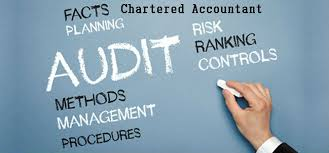 FACTS Chartered Accountant
PLANNING RISK
AUDIT RANKING
CONTROLS
METHODS
MANAGEMENT
PROCEDURES